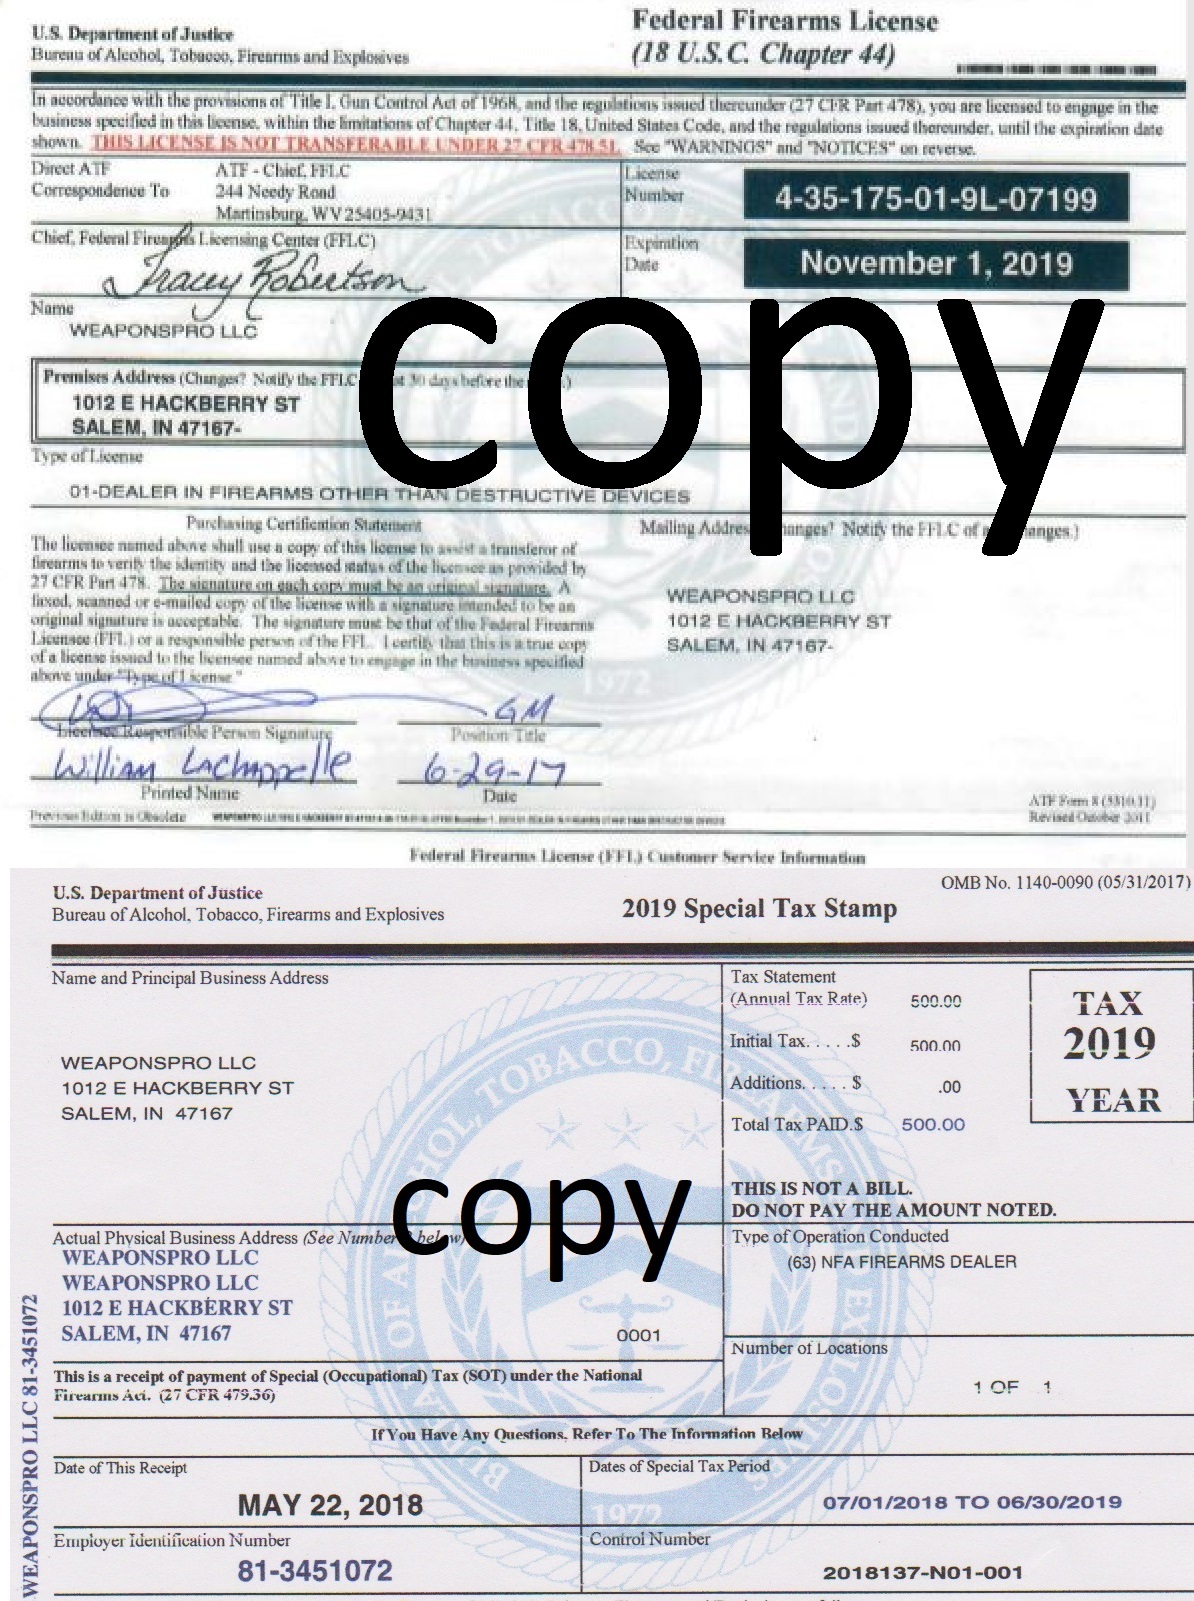 U.S. Department of Justice
Bureau of Alcohol, Tobacco, Firearms and Explosives
Federal Firearms License
(18 U.S.C. Chapter 44)
In accordance with the provisions of Title I, Gun Control Act of 1968, and the regulations issued thereunder (27 CFR Part 478), you are licensed to engage in the
business specified in this license, within the limitations of Chapter 44, Title 18, United States Code, and the regulations issued thereunder, until the expiration date
shown. THIS LICENSE IS NOT TRANSFERABLE UNDER 27 CFR 478.51. See "WARNINGS" and "NOTICES" on reverse.
Direct ATF
Correspondence To
ATF - Chief, FFLC
244 Needy Road
Martinsburg, WV 25405-9431
License
Number
4-35-175-01-9L-07199
Chief, Federal Firearms Licensing Center (FFLC)
Tracey Robertson
Expiration
Date
November 1, 2019
Name
WEAPONSPRO LLC
copy
Premises Address (Changes? Notify the FFLC at 30 days before the .)
1012 E HACKBERRY ST
SALEM, IN 47167-
Type of License
01-DEALER IN FIREARMS OTHER THAN DESTRUCTIVE DEVICES
Purchasing Certification Statement
The licensee named above shall use a copy of this license to assist a transferor of
firearms to verify the identity and the licensed status of the licensee as provided by
27 CFR Part 478. The signature on each copy must be an original signature. A
faxed, scanned or e-mailed copy of the license with a signature intended to be an
original signature is acceptable. The signature must be that of the Federal Firearms
Licensee (FFL) or a responsible person of the FFL. I certify that this is a true copy
of a license issued to the licensee named above to engage in the business specified
above under "Type of License."
Mailing Address (Changes? Notify the FFLC of changes.)
WEAPONSPRO LLC
1012 E HACKBERRY ST
SALEM, IN 47167-
1972
GM
Licensee/Responsible Person Signature
Position Title
William LaChappelle
6-29-17
Printed Name
Date
ATF Form 8 (5310.11)
Revised October 2011
Previous Edition is Obsolete
Federal Firearms License (FFL) Customer Service Information
U.S. Department of Justice
Bureau of Alcohol, Tobacco, Firearms and Explosives
OMB No. 1140-0090 (05/31/2017)
2019 Special Tax Stamp
Name and Principal Business Address
WEAPONSPRO LLC
1012 E HACKBERRY ST
SALEM, IN 47167
Tax Statement
(Annual Tax Rate) 500.00
Initial Tax. . . . .$ 500.00
Additions. . . . . $ .00
Total Tax PAID.$ 500.00
TAX
2019
YEAR
THIS IS NOT A BILL.
DO NOT PAY THE AMOUNT NOTED.
copy
Actual Physical Business Address (See Number below)
WEAPONSPRO LLC
WEAPONSPRO LLC
1012 E HACKBERRY ST
SALEM, IN 47167
0001
Type of Operation Conducted
(63) NFA FIREARMS DEALER
Number of Locations
1 OF 1
This is a receipt of payment of Special (Occupational) Tax (SOT) under the National
Firearms Act. (27 CFR 479.36)
If You Have Any Questions, Refer To The Information Below
Date of This Receipt
MAY 22, 2018
Dates of Special Tax Period
07/01/2018 TO 06/30/2019
Employer Identification Number
81-3451072
Control Number
2018137-N01-001
WEAPONSPRO LLC 81-3451072
BUREAU OF ALCOHOL, TOBACCO, FIREARMS AND EXPLOSIVES
1972